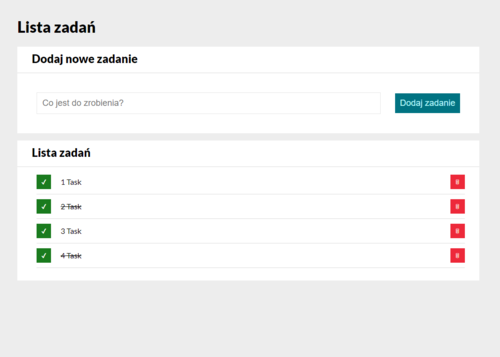 Lista zadań
Dodaj nowe zadanie
Co jest do zrobienia?
Dodaj zadanie
Lista zadań
✓ 1 Task
✓ 2 Task
✓ 3 Task
✓ 4 Task